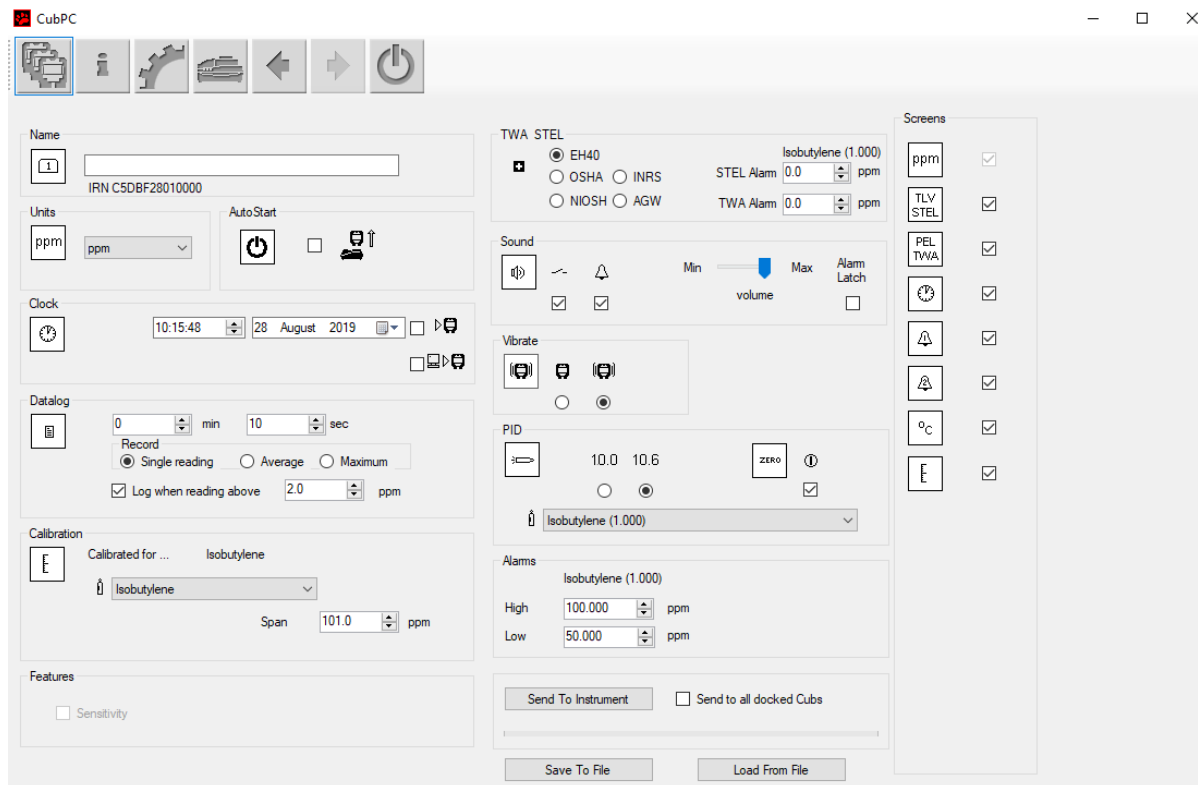 CubPC
Name
1
IRN C5DBF28010000
Units
ppm
ppm
AutoStart
Clock
10:15:48
28 August 2019
Datalog
0 min 10 sec
Record
Single reading Average Maximum
Log when reading above 2.0 ppm
Calibration
Calibrated for ... Isobutylene
Isobutylene
Span 101.0 ppm
Features
Sensitivity
TWA STEL
EH40
OSHA INRS
NIOSH AGW
Isobutylene (1.000)
STEL Alarm 0.0 ppm
TWA Alarm 0.0 ppm
Sound
Min Max
volume
Alarm
Latch
Vibrate
PID
10.0 10.6
ZERO
Isobutylene (1.000)
Alarms
Isobutylene (1.000)
High 100.000 ppm
Low 50.000 ppm
Send To Instrument
Send to all docked Cubs
Save To File
Load From File
Screens
ppm
TLV
STEL
PEL
TWA
1
2
°C